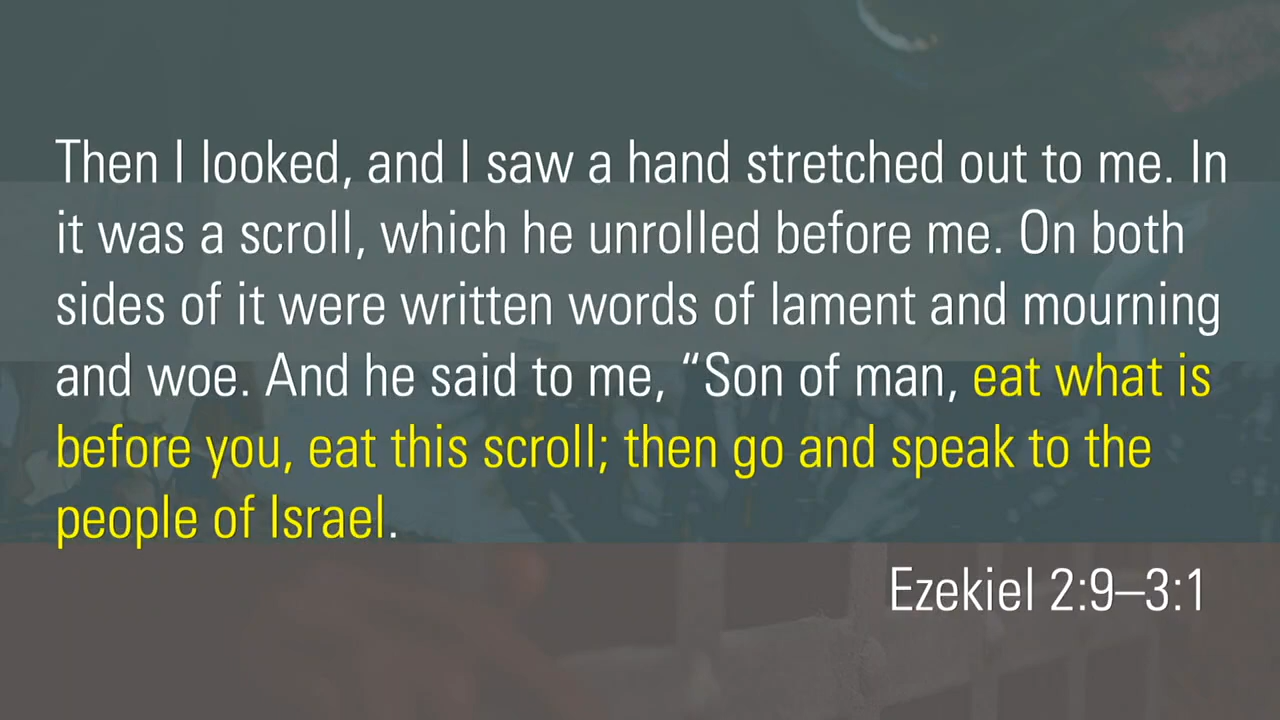 Then I looked, and I saw a hand stretched out to me. In
it was a scroll, which he unrolled before me. On both
sides of it were written words of lament and mourning
and woe. And he said to me, “Son of man, eat what is
before you, eat this scroll; then go and speak to the
people of Israel.
Ezekiel 2:9–3:1